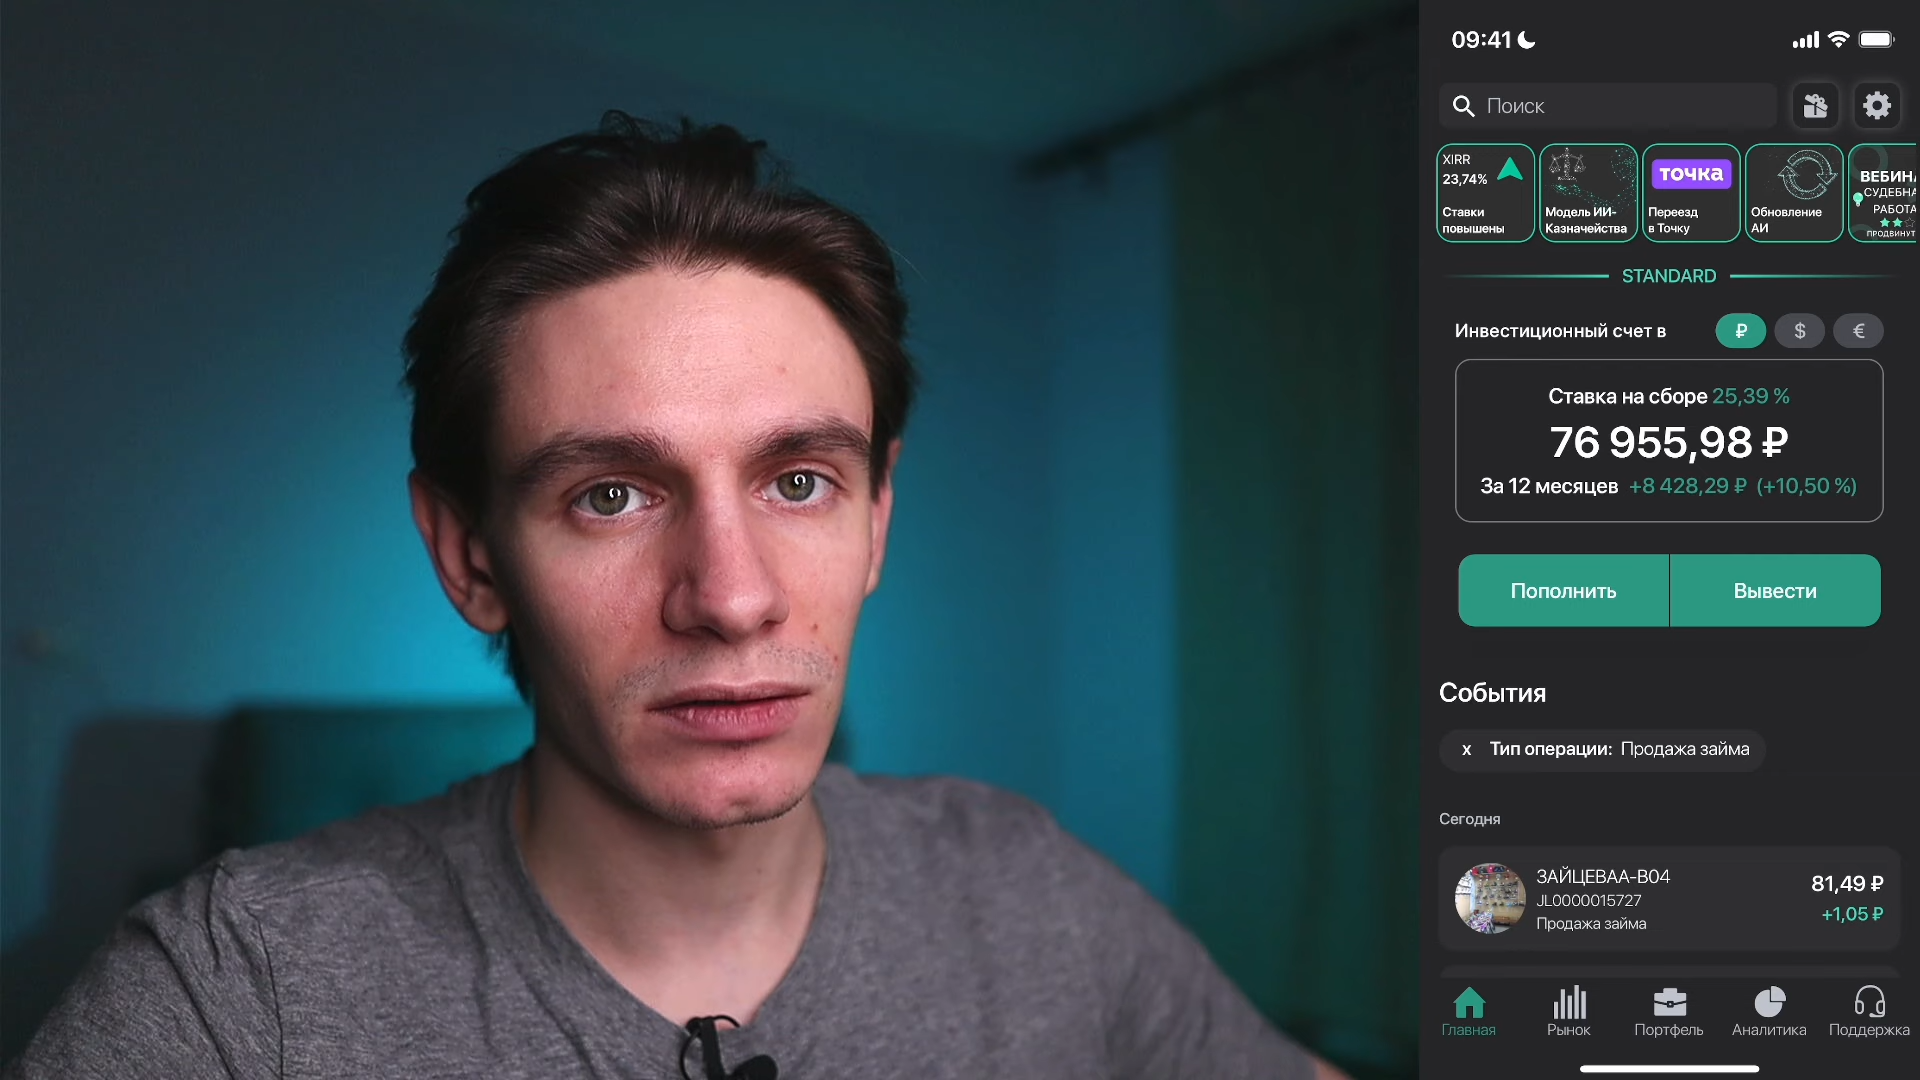 09:41
Поиск
XIRR
23,74%
Ставки
повышены
Модель ИИ-
Казначейства
точка
Переезд
в Точку
Обновление
АИ
ВЕБИНА
СУДЕБНА
РАБОТА
ПРОДВИНУТ
STANDARD
Инвестиционный счет в ₽ $ €
Ставка на сборе 25,39 %
76 955,98 ₽
За 12 месяцев +8 428,29 ₽ (+10,50 %)
Пополнить Вывести
События
x Тип операции: Продажа займа
Сегодня
ЗАЙЦЕВАА-В04
JL0000015727
Продажа займа
81,49 ₽
+1,05 ₽
Главная Рынок Портфель Аналитика Поддержка